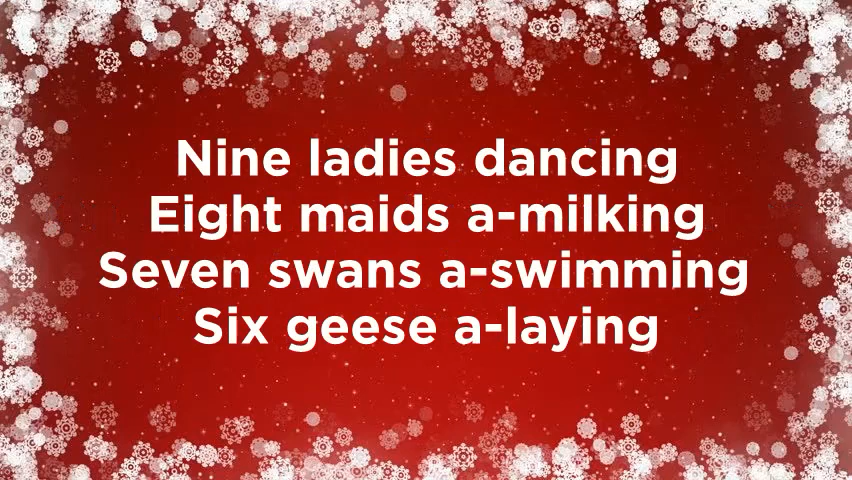 Nine ladies dancing
Eight maids a-milking
Seven swans a-swimming
Six geese a-laying